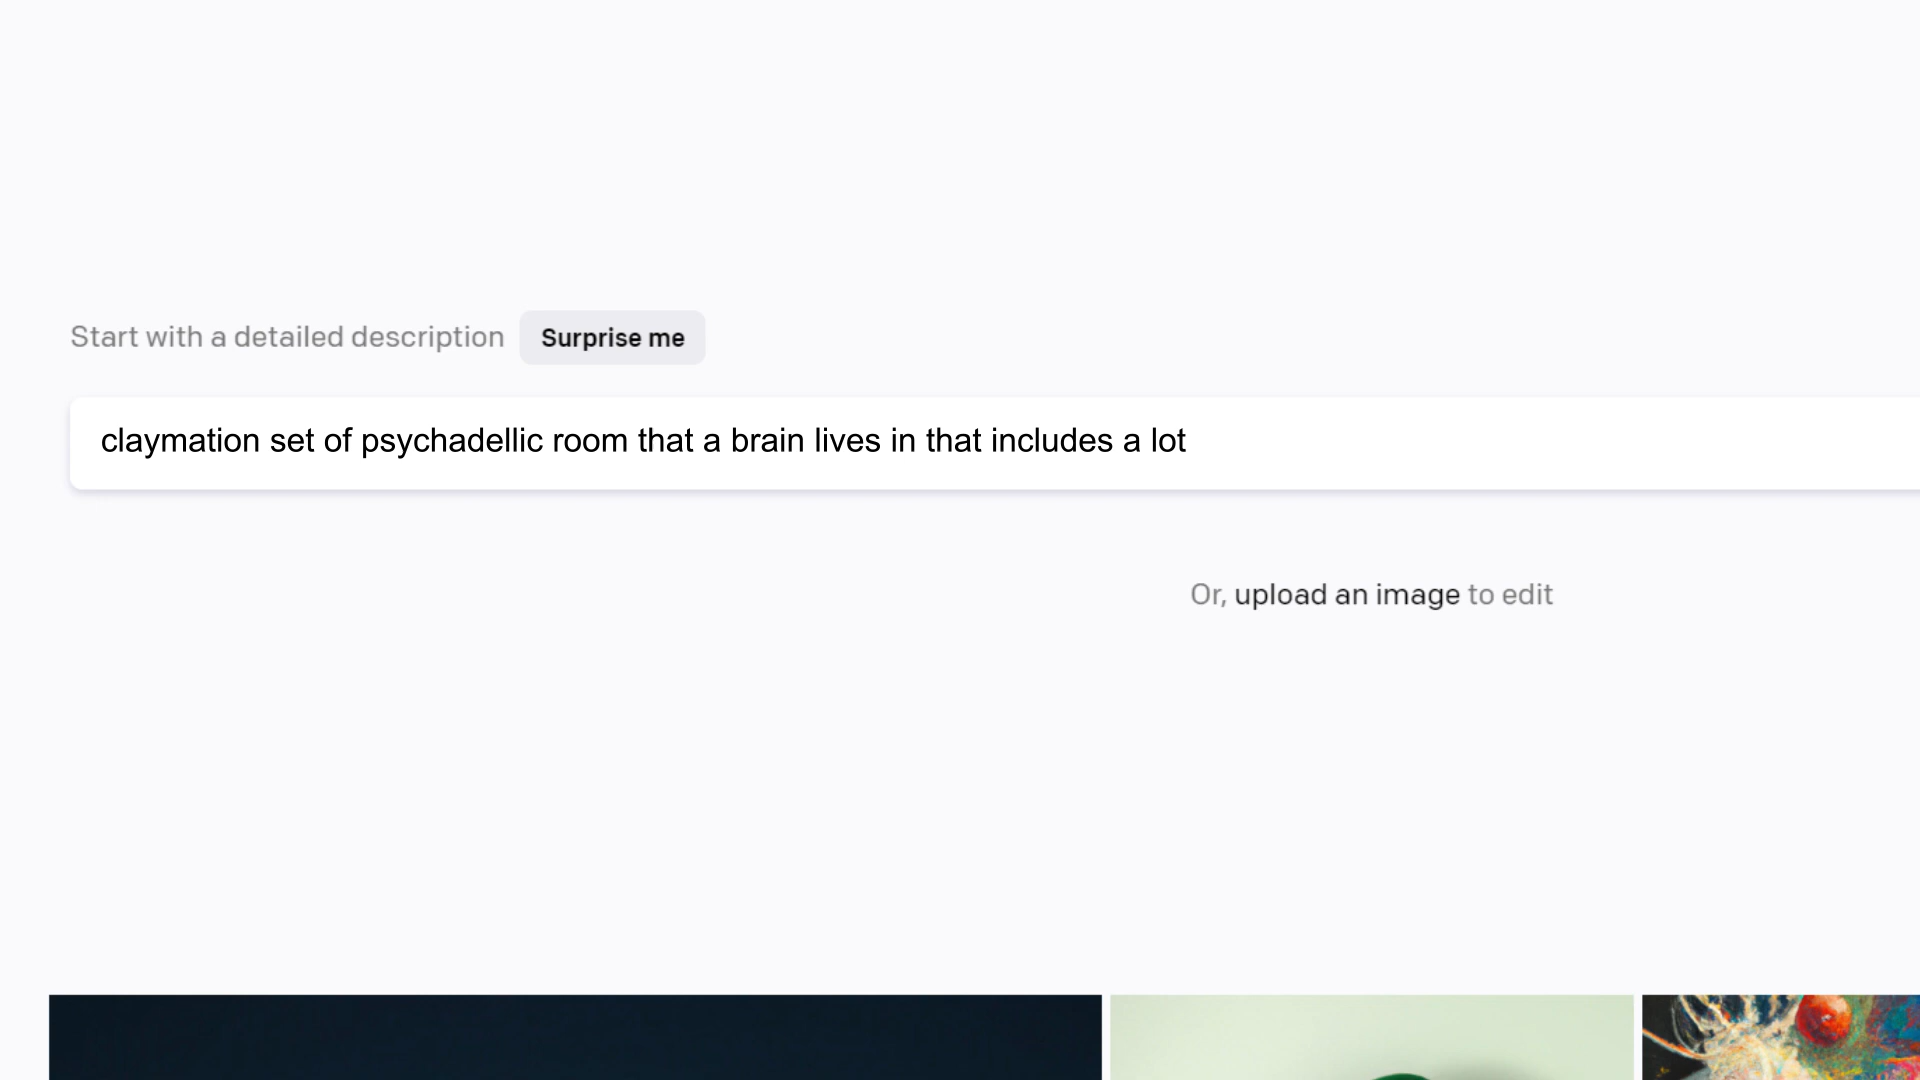 Start with a detailed description Surprise me
claymation set of psychadellic room that a brain lives in that includes a lot
Or, upload an image to edit